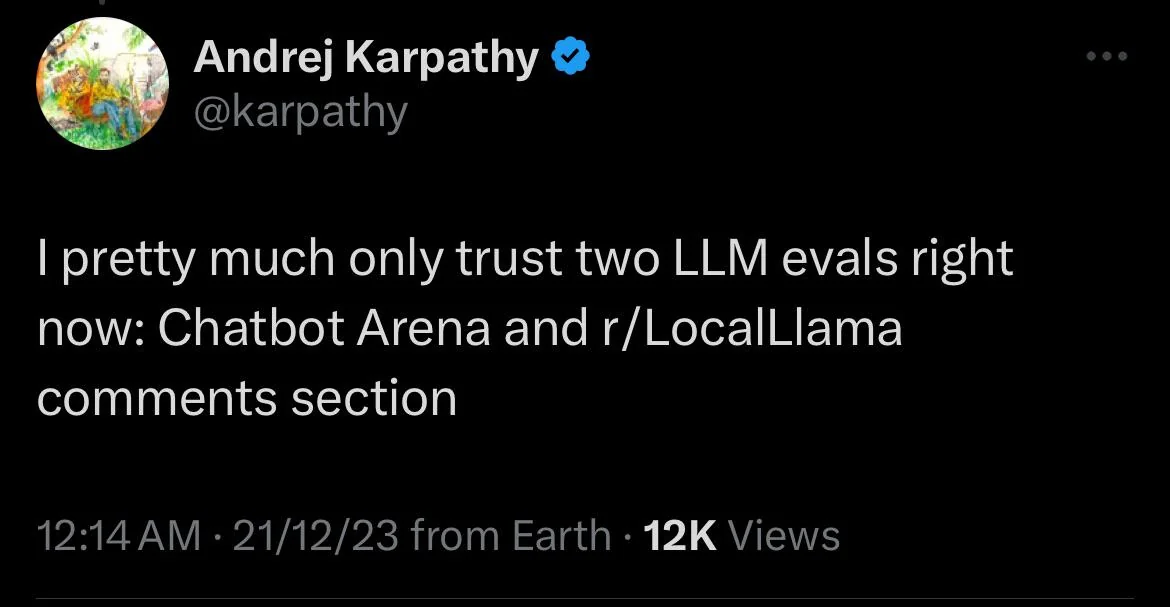 Andrej Karpathy
@karpathy
I pretty much only trust two LLM evals right
now: Chatbot Arena and r/LocalLlama
comments section
12:14 AM · 21/12/23 from Earth · 12K Views